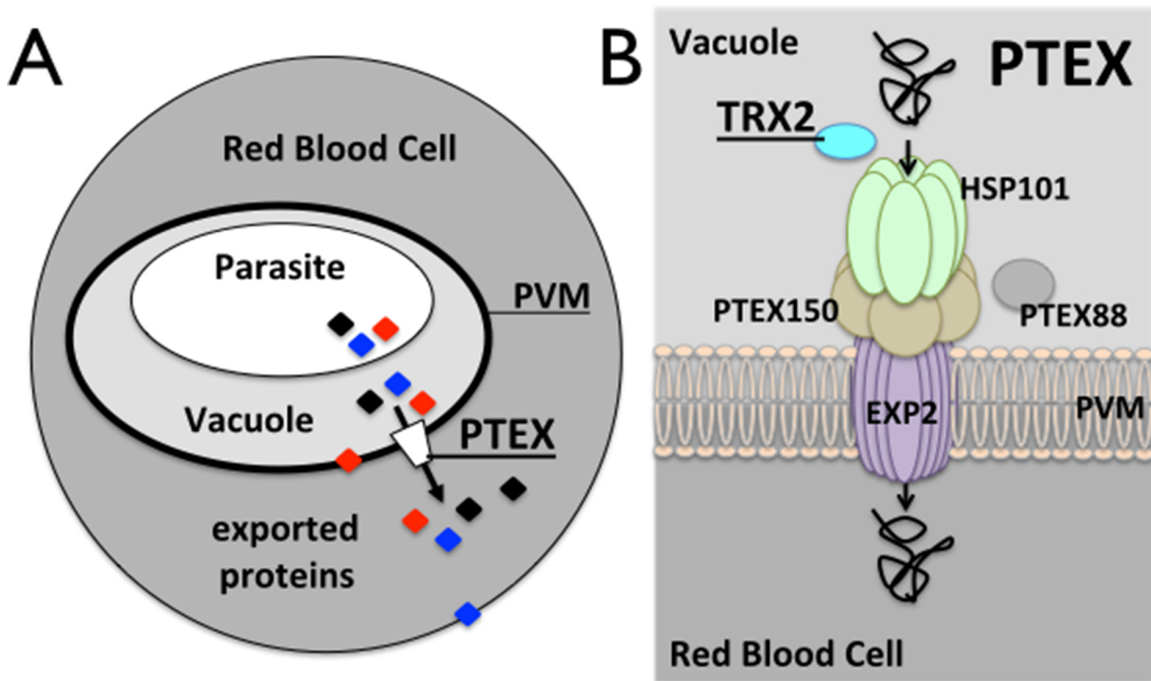 A
Red Blood Cell
Parasite
PVM
Vacuole
PTEX
exported
proteins
B
Vacuole
PTEX
TRX2
HSP101
PTEX150
PTEX88
EXP2
PVM
Red Blood Cell